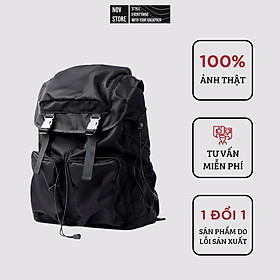 NOV
STORE
STYLE
EVERYTHING
WITH YOUR BACKPACK
100%
ẢNH THẬT
TƯ VẤN
MIỄN PHÍ
1 ĐỔI 1
SẢN PHẨM DO
LỖI SẢN XUẤT